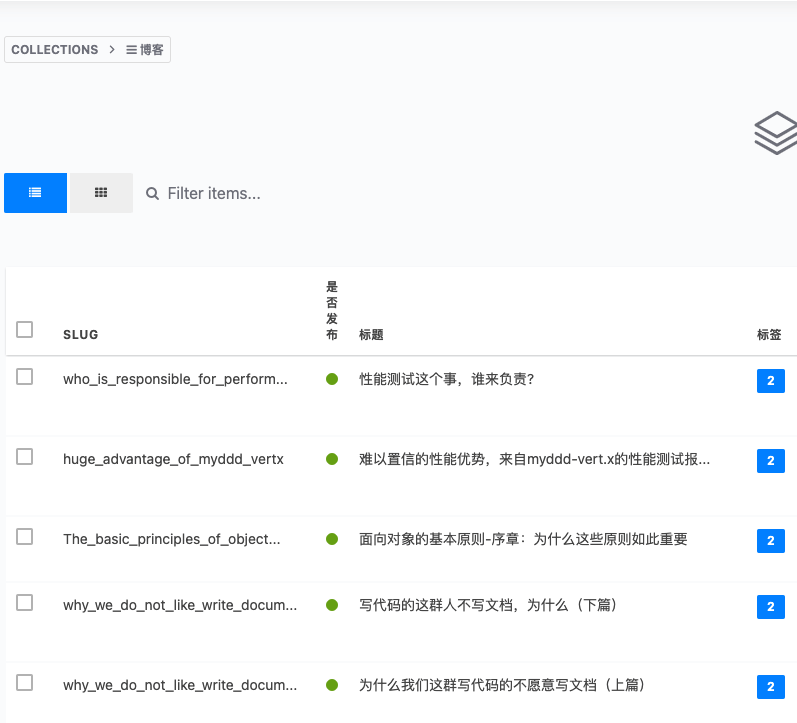 COLLECTIONS > 博客
Filter items...
SLUG 是否发布 标题 标签
who_is_responsible_for_perform... 性能测试这个事，谁来负责？ 2
huge_advantage_of_myddd_vertx 难以置信的性能优势，来自myddd-vert.x的性能测试报... 2
The_basic_principles_of_object... 面向对象的基本原则-序章：为什么这些原则如此重要 2
why_we_do_not_like_write_docum... 写代码的这群人不写文档，为什么（下篇） 2
why_we_do_not_like_write_docum... 为什么我们这群写代码的不愿意写文档（上篇） 2